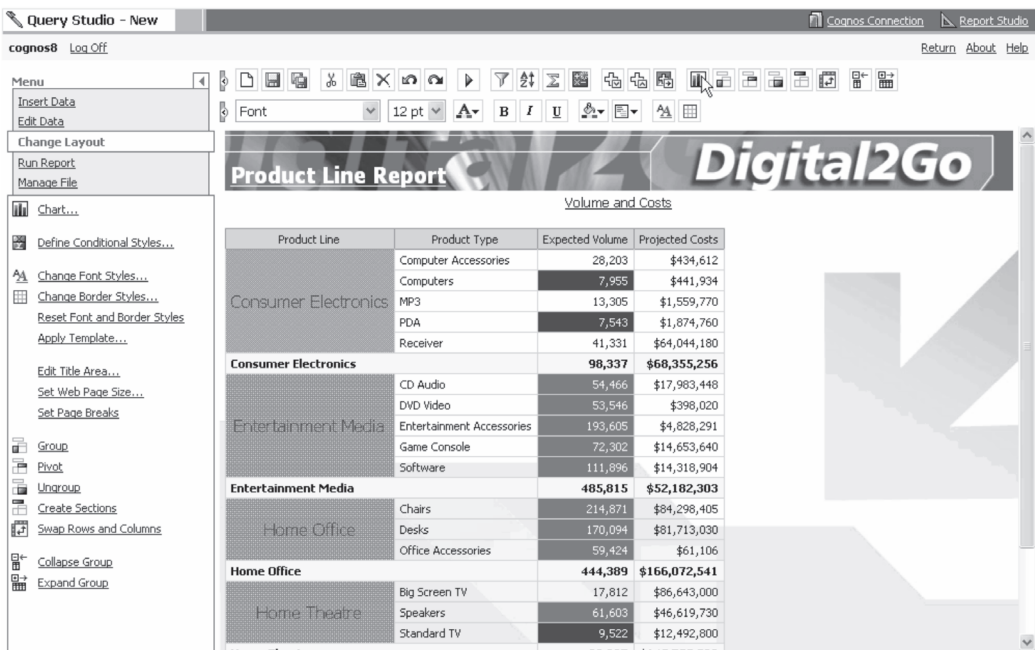 Query Studio - New
Cognos Connection Report Studio
cognos8 Log Off
Return About Help
Menu
Insert Data
Edit Data
Change Layout
Run Report
Manage File
Chart...
Define Conditional Styles...
Change Font Styles...
Change Border Styles...
Reset Font and Border Styles
Apply Template...
Edit Title Area...
Set Web Page Size...
Set Page Breaks
Group
Pivot
Ungroup
Create Sections
Swap Rows and Columns
Collapse Group
Expand Group
Font 12 pt A B I U
Product Line Report
Digital2Go
Volume and Costs
Product Line Product Type Expected Volume Projected Costs
Consumer Electronics
Computer Accessories 28,203 $434,612
Computers 7,955 $441,934
MP3 13,305 $1,559,770
PDA 7,543 $1,874,760
Receiver 41,331 $64,044,180
Consumer Electronics 98,337 $68,355,256
Entertainment Media
CD Audio 54,466 $17,983,448
DVD Video 53,546 $398,020
Entertainment Accessories 193,605 $4,828,291
Game Console 72,302 $14,653,640
Software 111,896 $14,318,904
Entertainment Media 485,815 $52,182,303
Home Office
Chairs 214,871 $84,298,405
Desks 170,094 $81,713,030
Office Accessories 59,424 $61,106
Home Office 444,389 $166,072,541
Home Theatre
Big Screen TV 17,812 $86,643,000
Speakers 61,603 $46,619,730
Standard TV 9,522 $12,492,800